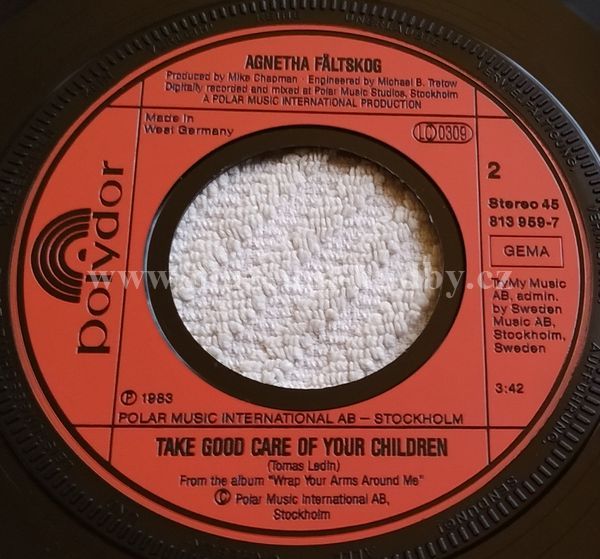 AGNETHA FÄLTSKOG
Produced by Mike Chapman · Engineered by Michael B. Tretow
Digitally recorded and mixed at Polar Music Studios, Stockholm
A POLAR MUSIC INTERNATIONAL PRODUCTION
Made in
West Germany
LC 0309
polydor
2
Stereo 45
813 959-7
GEMA
TryMy Music
AB, admin.
by Sweden
Music AB,
Stockholm,
Sweden
3:42
Ⓟ 1983
POLAR MUSIC INTERNATIONAL AB – STOCKHOLM
TAKE GOOD CARE OF YOUR CHILDREN
(Tomas Ledin)
From the album "Wrap Your Arms Around Me"
© Polar Music International AB,
Stockholm